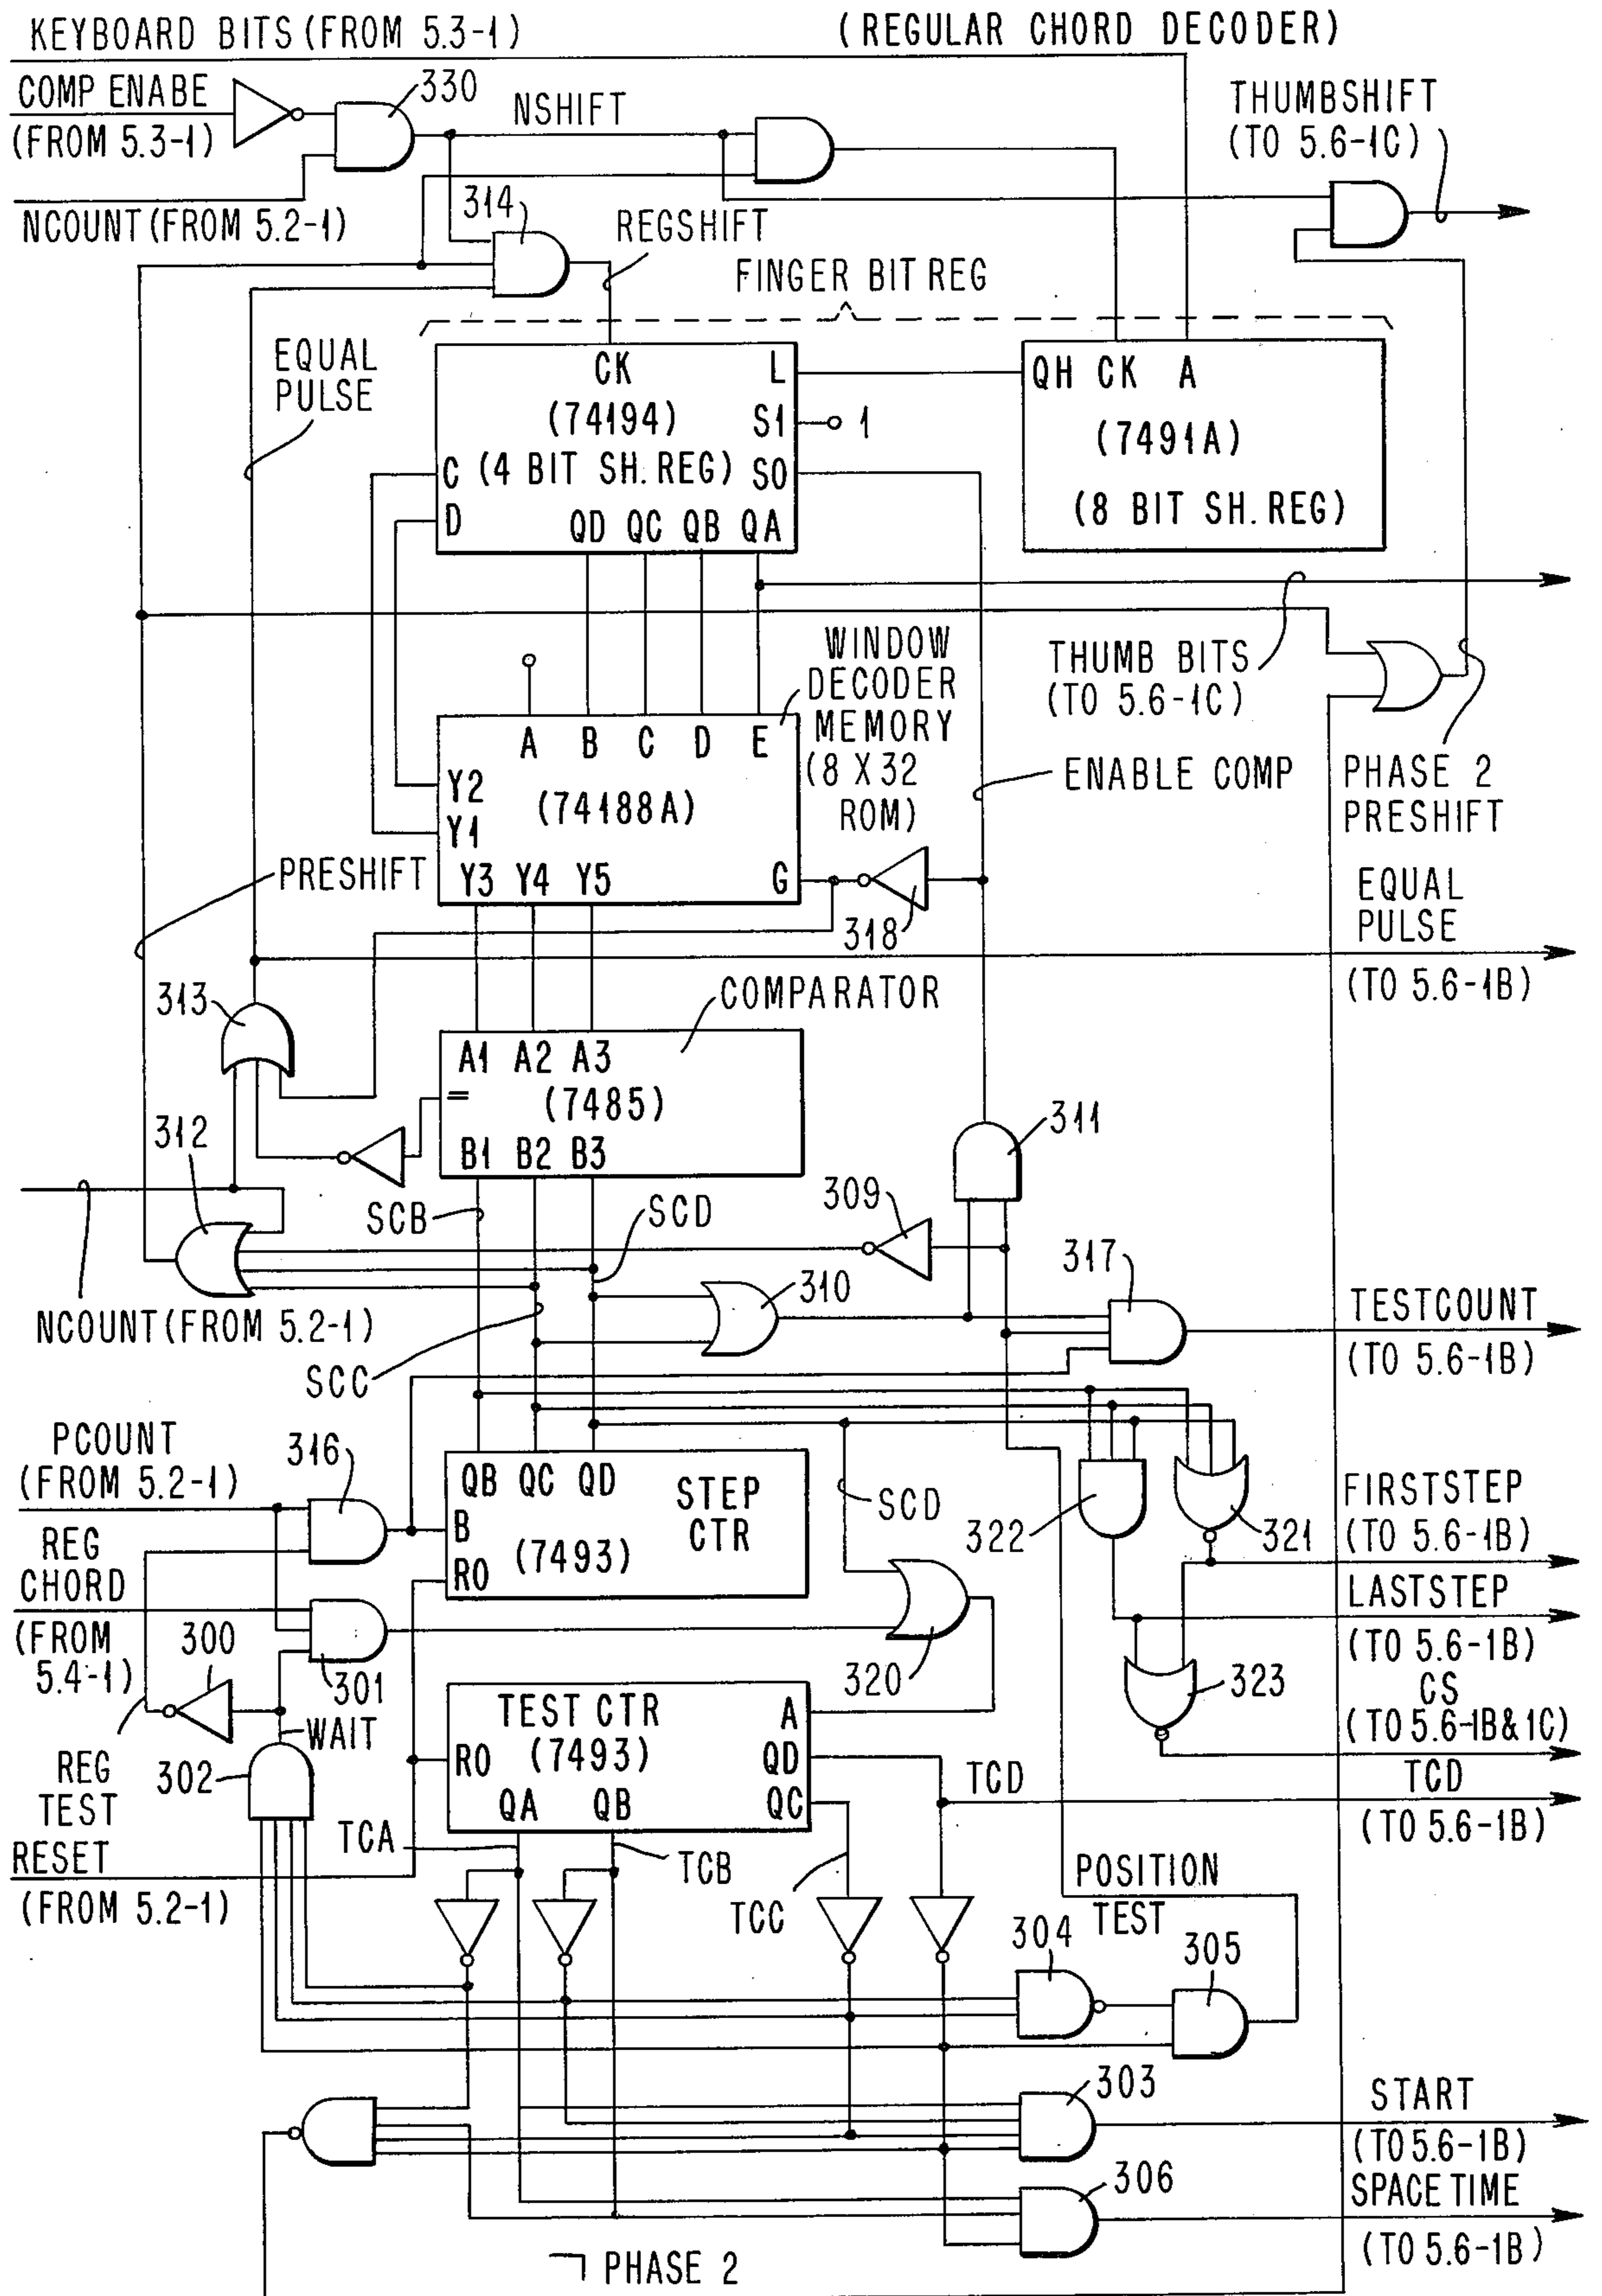 KEYBOARD BITS (FROM 5.3-1)
(REGULAR CHORD DECODER)
COMP ENABE
(FROM 5.3-1)
330
NSHIFT
THUMBSHIFT
(TO 5.6-1C)
NCOUNT (FROM 5.2-1)
314
REGSHIFT
FINGER BIT REG
EQUAL
PULSE
CK
L
(74194)
S1
1
C
(4 BIT SH. REG)
S0
D
QD QC QB QA
QH CK A
(7491A)
(8 BIT SH. REG)
WINDOW
DECODER
MEMORY
(8 X 32
ROM)
THUMB BITS
(TO 5.6-1C)
A B C D E
Y2
(74188A)
Y1
Y3 Y4 Y5
G
ENABLE COMP
PHASE 2
PRESHIFT
PRESHIFT
318
EQUAL
PULSE
(TO 5.6-1B)
313
COMPARATOR
A1 A2 A3
=
(7485)
B1 B2 B3
311
312
SCB
SCD
309
317
310
NCOUNT (FROM 5.2-1)
SCC
TESTCOUNT
(TO 5.6-1B)
PCOUNT
(FROM 5.2-1)
316
QB QC QD
STEP
CTR
B
(7493)
RO
SCD
322
321
FIRSTSTEP
(TO 5.6-1B)
REG
CHORD
(FROM
5.4-1)
300
301
320
LASTSTEP
(TO 5.6-1B)
323
CS
(TO 5.6-1B & 1C)
WAIT
302
REG
TEST
TEST CTR
(7493)
A
RO
QD
QA QB
QC
TCD
TCD
(TO 5.6-1B)
RESET
(FROM 5.2-1)
TCA
TCB
TCC
POSITION
TEST
304
305
303
START
(TO 5.6-1B)
306
SPACE TIME
(TO 5.6-1B)
PHASE 2